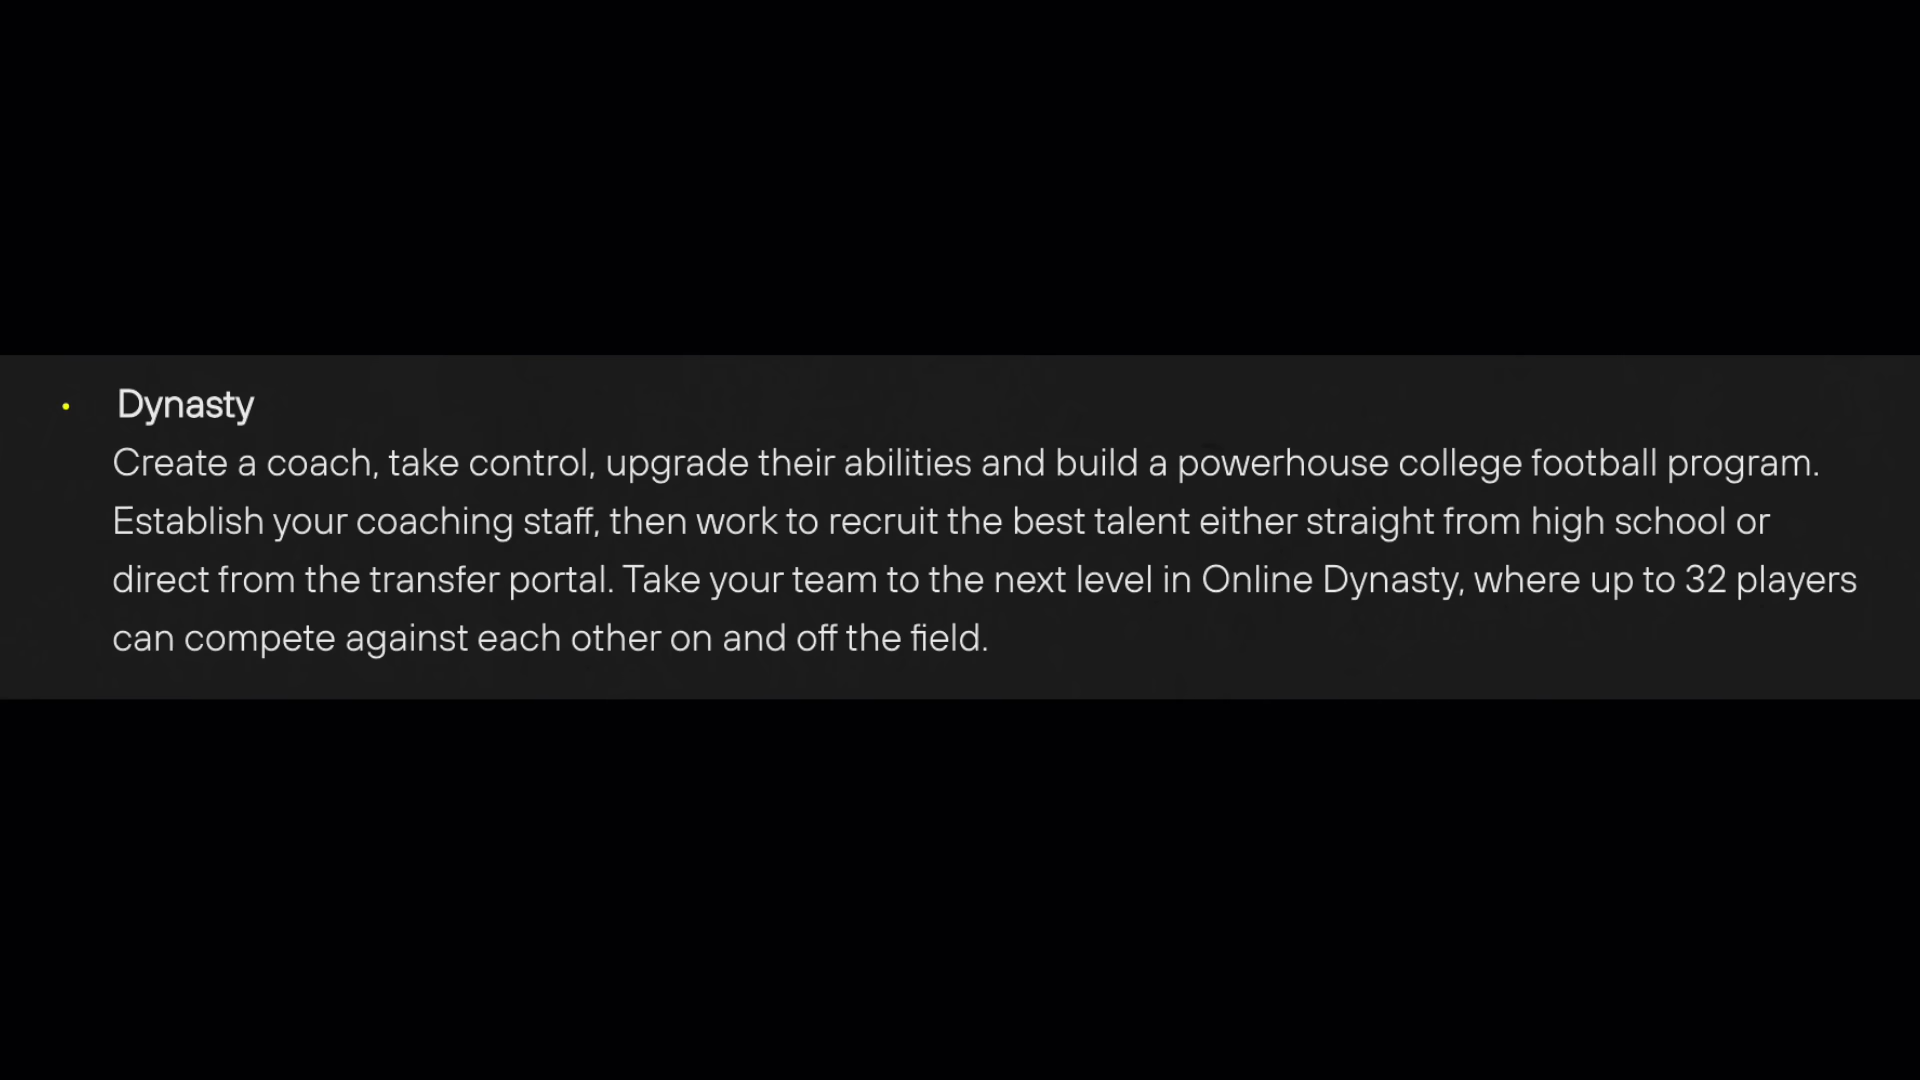 • Dynasty
Create a coach, take control, upgrade their abilities and build a powerhouse college football program.
Establish your coaching staff, then work to recruit the best talent either straight from high school or
direct from the transfer portal. Take your team to the next level in Online Dynasty, where up to 32 players
can compete against each other on and off the field.